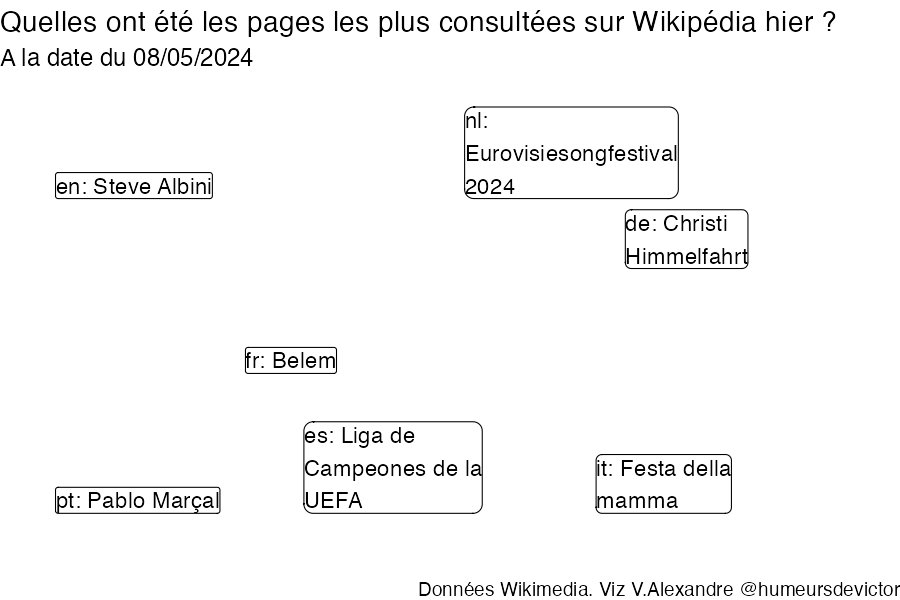 Quelles ont été les pages les plus consultées sur Wikipédia hier ?
A la date du 08/05/2024
nl:
Eurovisiesongfestival
2024
en: Steve Albini
de: Christi
Himmelfahrt
fr: Belem
es: Liga de
Campeones de la
UEFA
it: Festa della
mamma
pt: Pablo Marçal
Données Wikimedia. Viz V.Alexandre @humeursdevictor